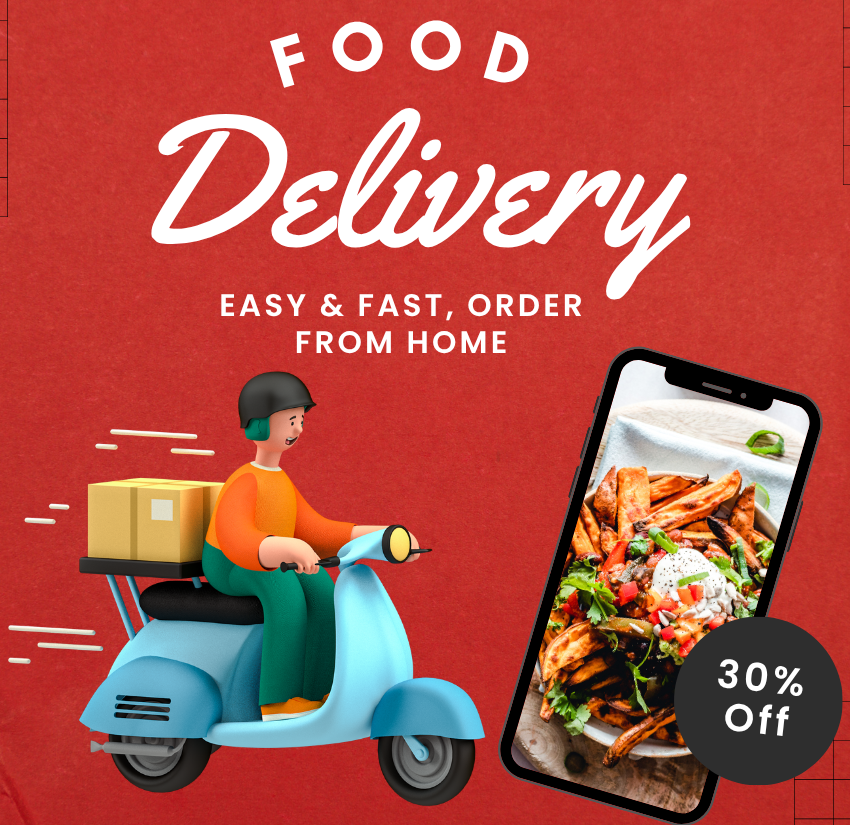 FOOD
Delivery
EASY & FAST, ORDER
FROM HOME
30%
Off